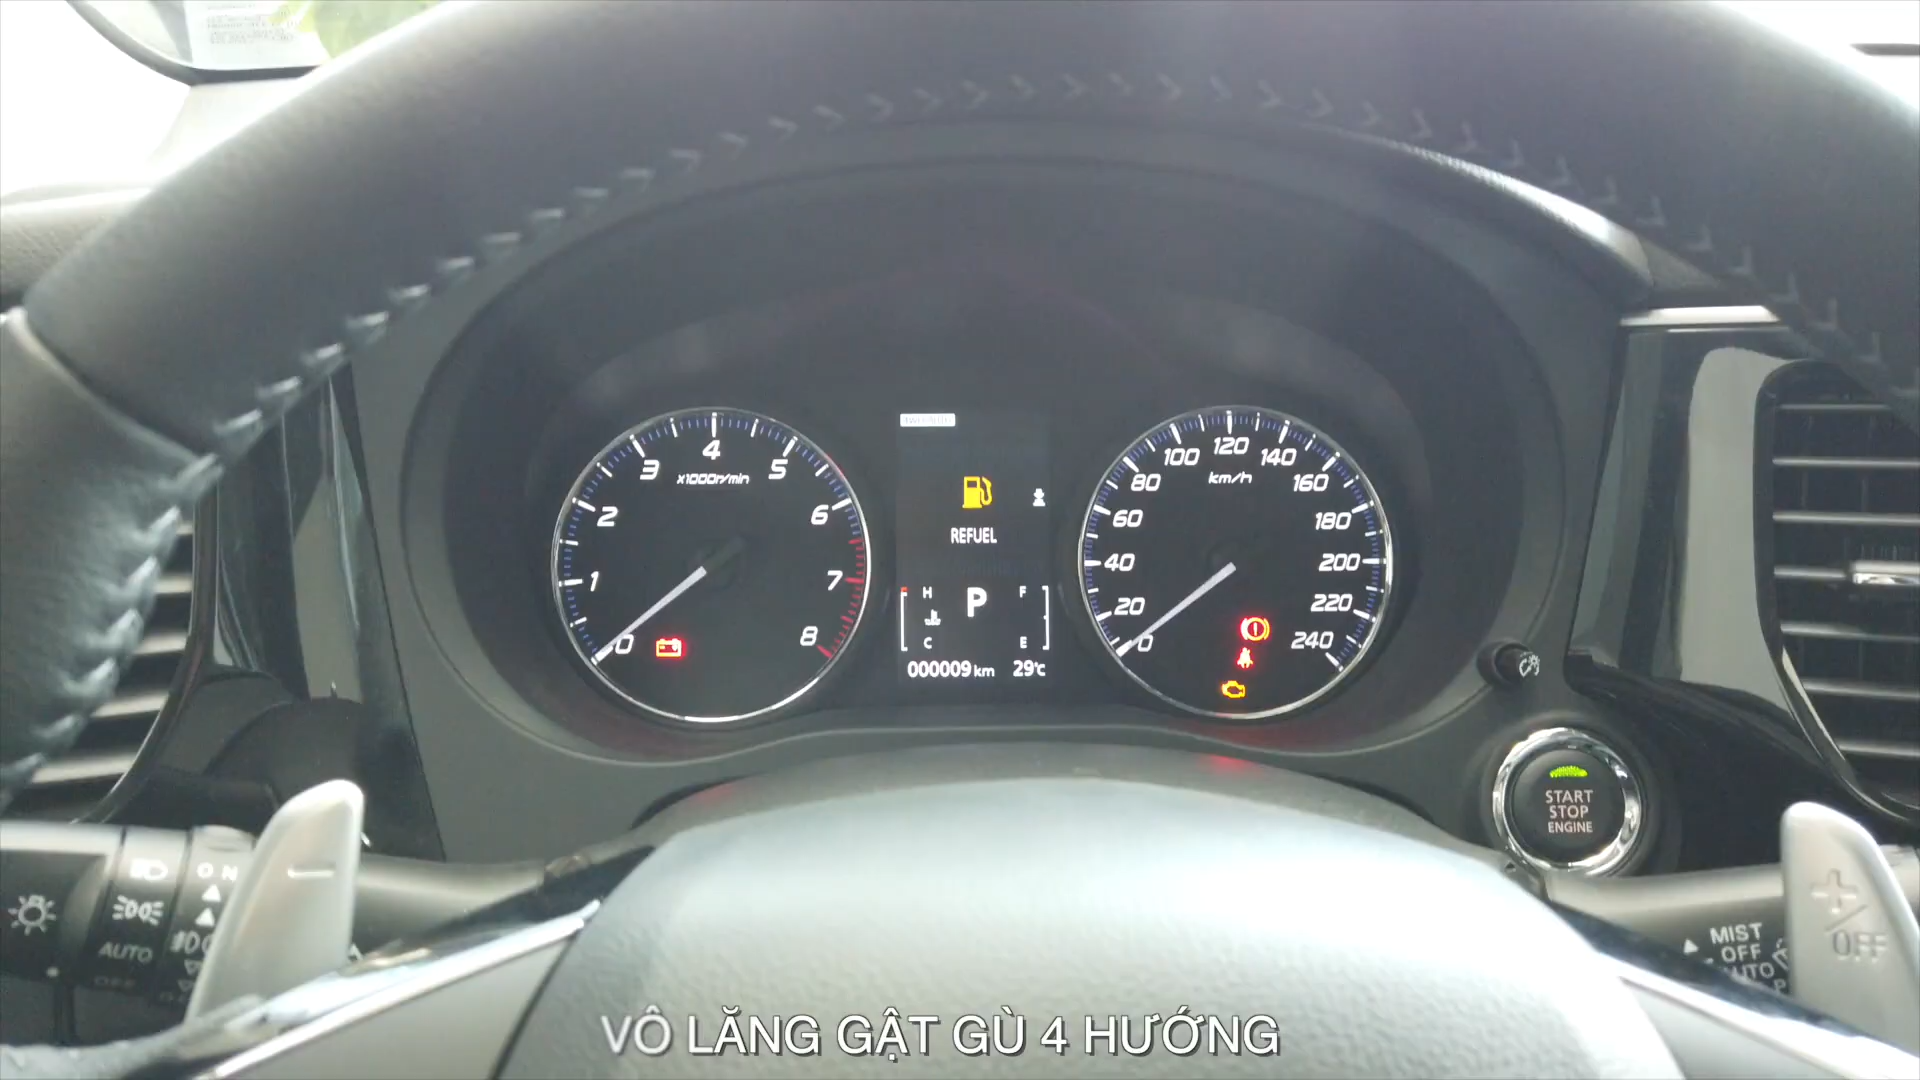 4
3
5
x1000r/min
2
6
1
7
0
8
REFUEL
H
F
P
C
E
000009 km
29°C
120
100
140
km/h
80
160
60
180
40
200
20
220
0
240
START
STOP
ENGINE
ON
AUTO
OFF
MIST
OFF
AUTO
+
OFF
VÔ LĂNG GẬT GÙ 4 HƯỚNG